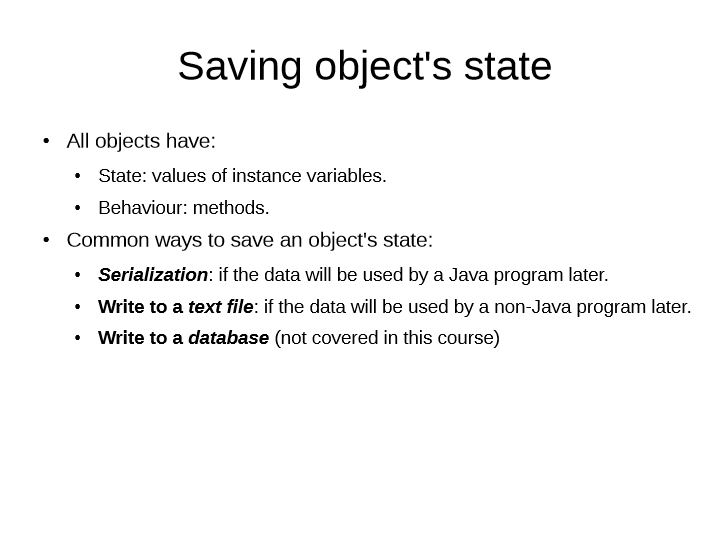 Saving object's state
• All objects have:
• State: values of instance variables.
• Behaviour: methods.
• Common ways to save an object's state:
• Serialization: if the data will be used by a Java program later.
• Write to a text file: if the data will be used by a non-Java program later.
• Write to a database (not covered in this course)